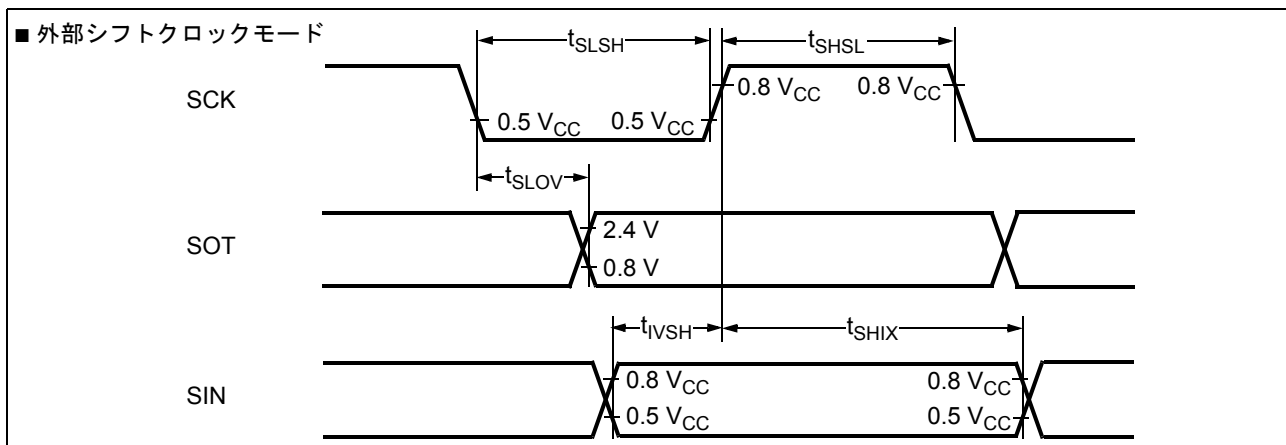 ■ 外部シフトクロックモード
tSLSH
tSHSL
SCK
0.8 VCC
0.8 VCC
0.5 VCC
0.5 VCC
tSLOV
SOT
2.4 V
0.8 V
tIVSH
tSHIX
SIN
0.8 VCC
0.8 VCC
0.5 VCC
0.5 VCC